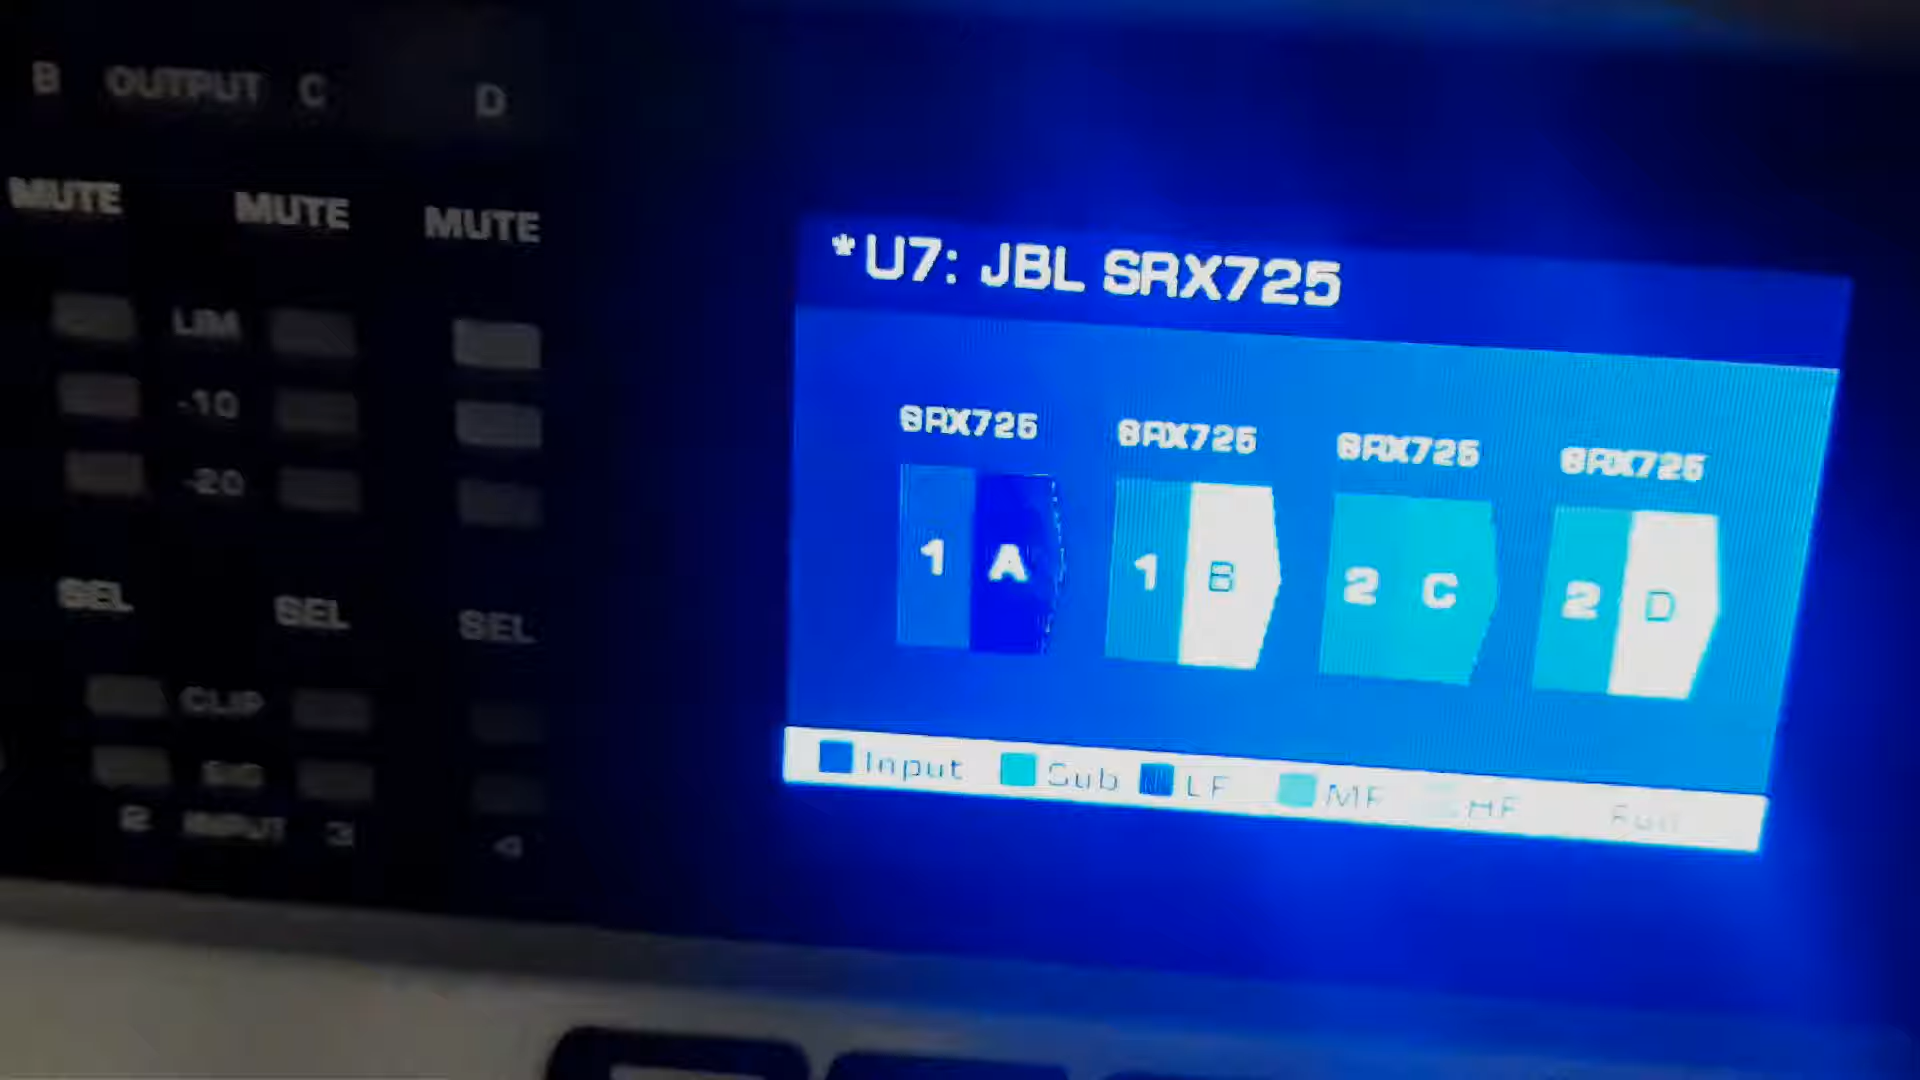 B OUTPUT C D
MUTE MUTE MUTE
LIM
-10
-20
SEL SEL SEL
CLIP
SIG
2 INPUT 3 4
*U7: JBL SRX725
SRX725 SRX725 SRX725 SRX725
1 A 1 B 2 C 2 D
Input Sub LF MF HF Full